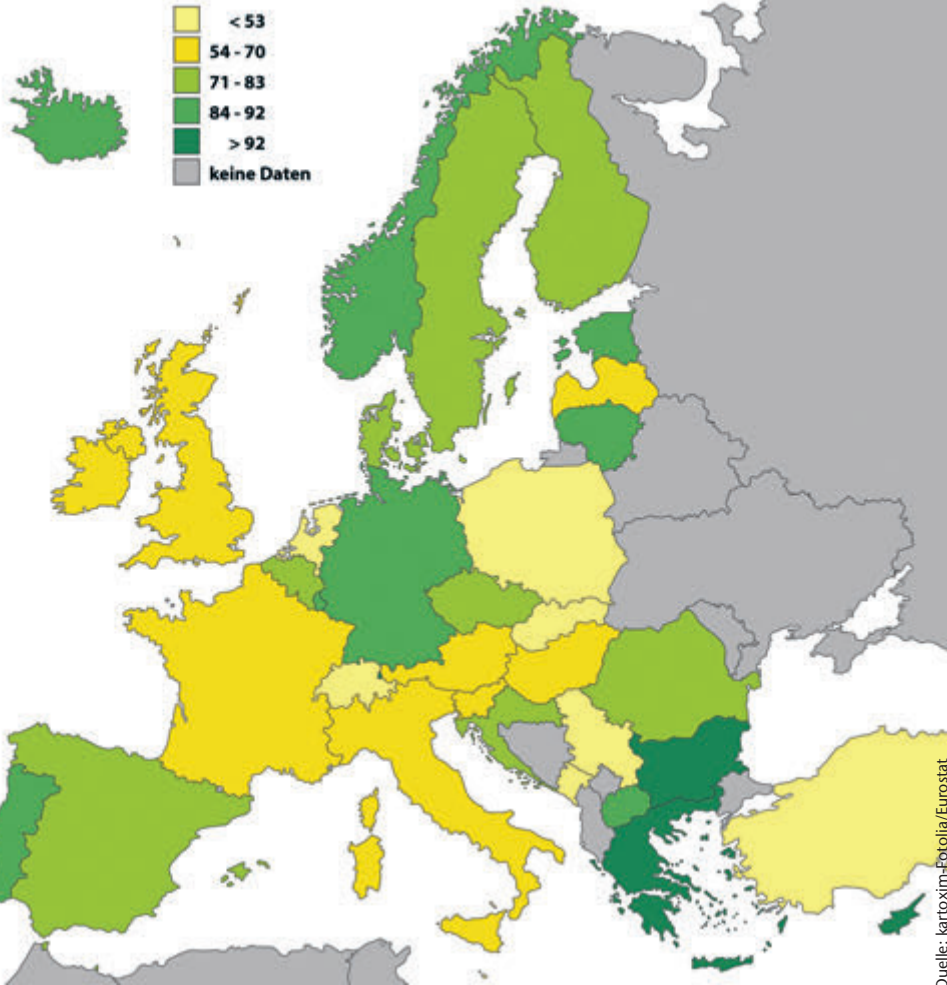 < 53
54 - 70
71 - 83
84 - 92
> 92
keine Daten
Quelle: kartoxim-Fotolia/Eurostat